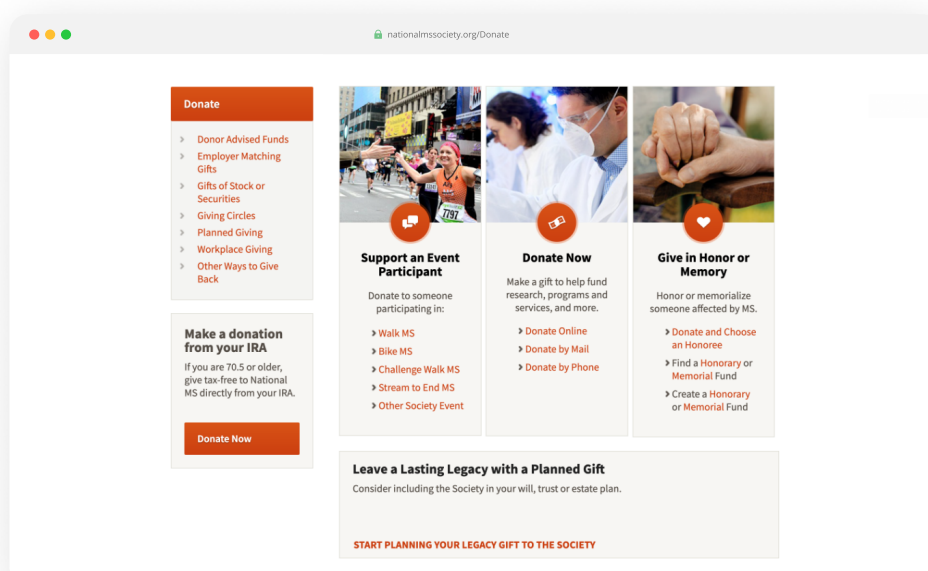 nationalmssociety.org/Donate
Donate
Donor Advised Funds
Employer Matching
Gifts
Gifts of Stock or
Securities
Giving Circles
Planned Giving
Workplace Giving
Other Ways to Give
Back
Make a donation
from your IRA
If you are 70.5 or older,
give tax-free to National
MS directly from your IRA.
Donate Now
7797
Support an Event
Participant
Donate to someone
participating in:
Walk MS
Bike MS
Challenge Walk MS
Stream to End MS
Other Society Event
Donate Now
Make a gift to help fund
research, programs and
services, and more.
Donate Online
Donate by Mail
Donate by Phone
Give in Honor or
Memory
Honor or memorialize
someone affected by MS.
Donate and Choose
an Honoree
Find a Honorary or
Memorial Fund
Create a Honorary
or Memorial Fund
Leave a Lasting Legacy with a Planned Gift
Consider including the Society in your will, trust or estate plan.
START PLANNING YOUR LEGACY GIFT TO THE SOCIETY